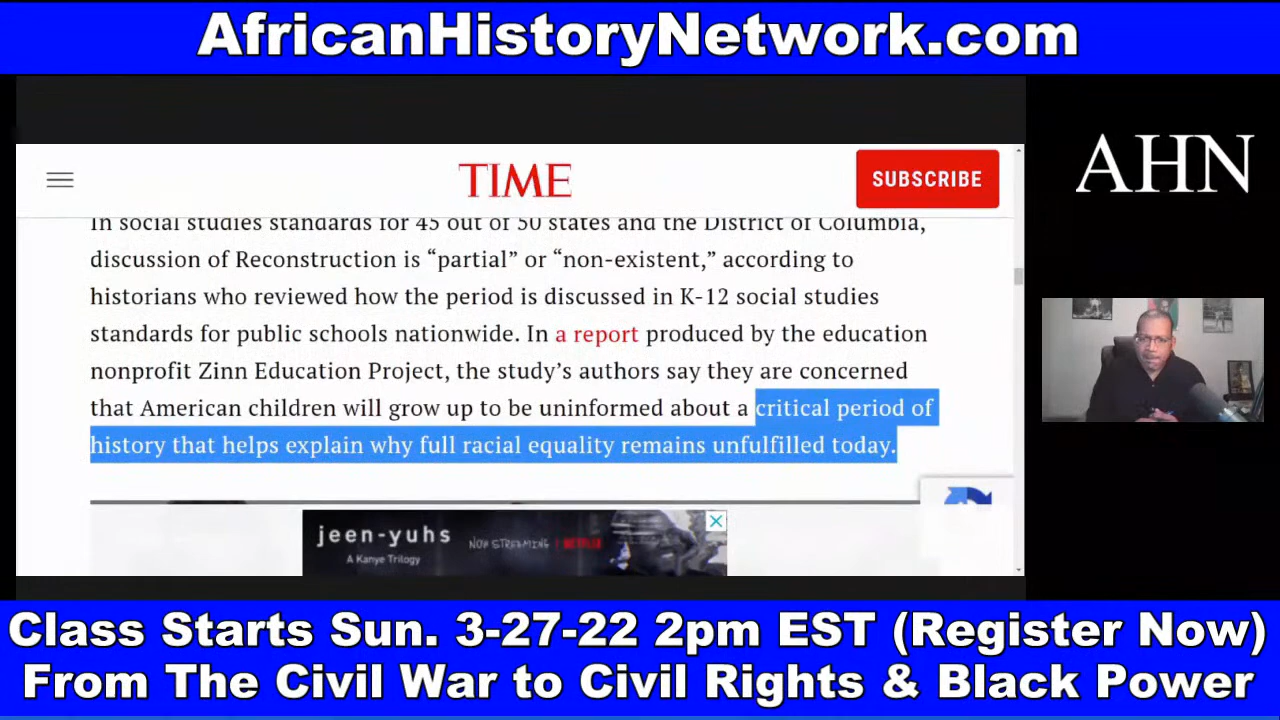 AfricanHistoryNetwork.com
TIME
SUBSCRIBE
AHN
In social studies standards for 45 out of 50 states and the District of Columbia,
discussion of Reconstruction is “partial” or “non-existent,” according to
historians who reviewed how the period is discussed in K-12 social studies
standards for public schools nationwide. In a report produced by the education
nonprofit Zinn Education Project, the study’s authors say they are concerned
that American children will grow up to be uninformed about a critical period of
history that helps explain why full racial equality remains unfulfilled today.
jeen-yuhs
A Kanye Trilogy
NOW STREAMING | NETFLIX
Class Starts Sun. 3-27-22 2pm EST (Register Now)
From The Civil War to Civil Rights & Black Power